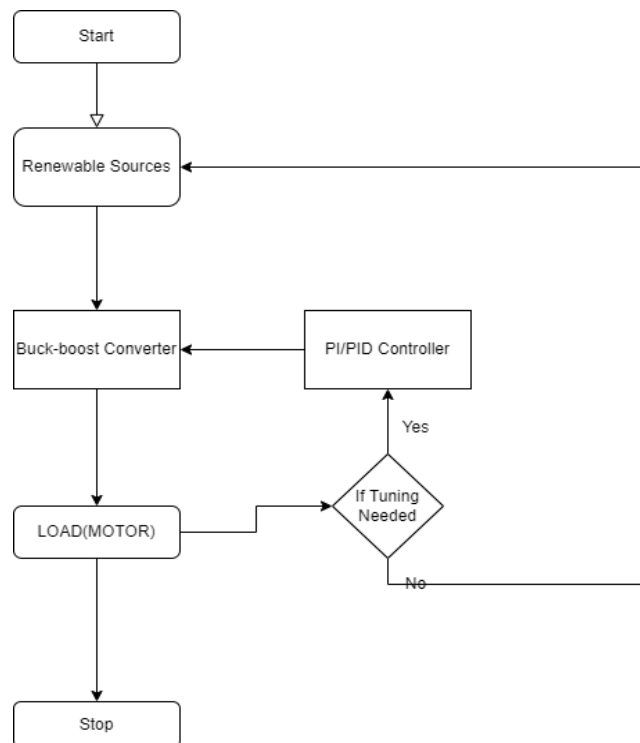 Start
Renewable Sources
Buck-boost Converter
PI/PID Controller
Yes
If Tuning
Needed
LOAD(MOTOR)
No
Stop